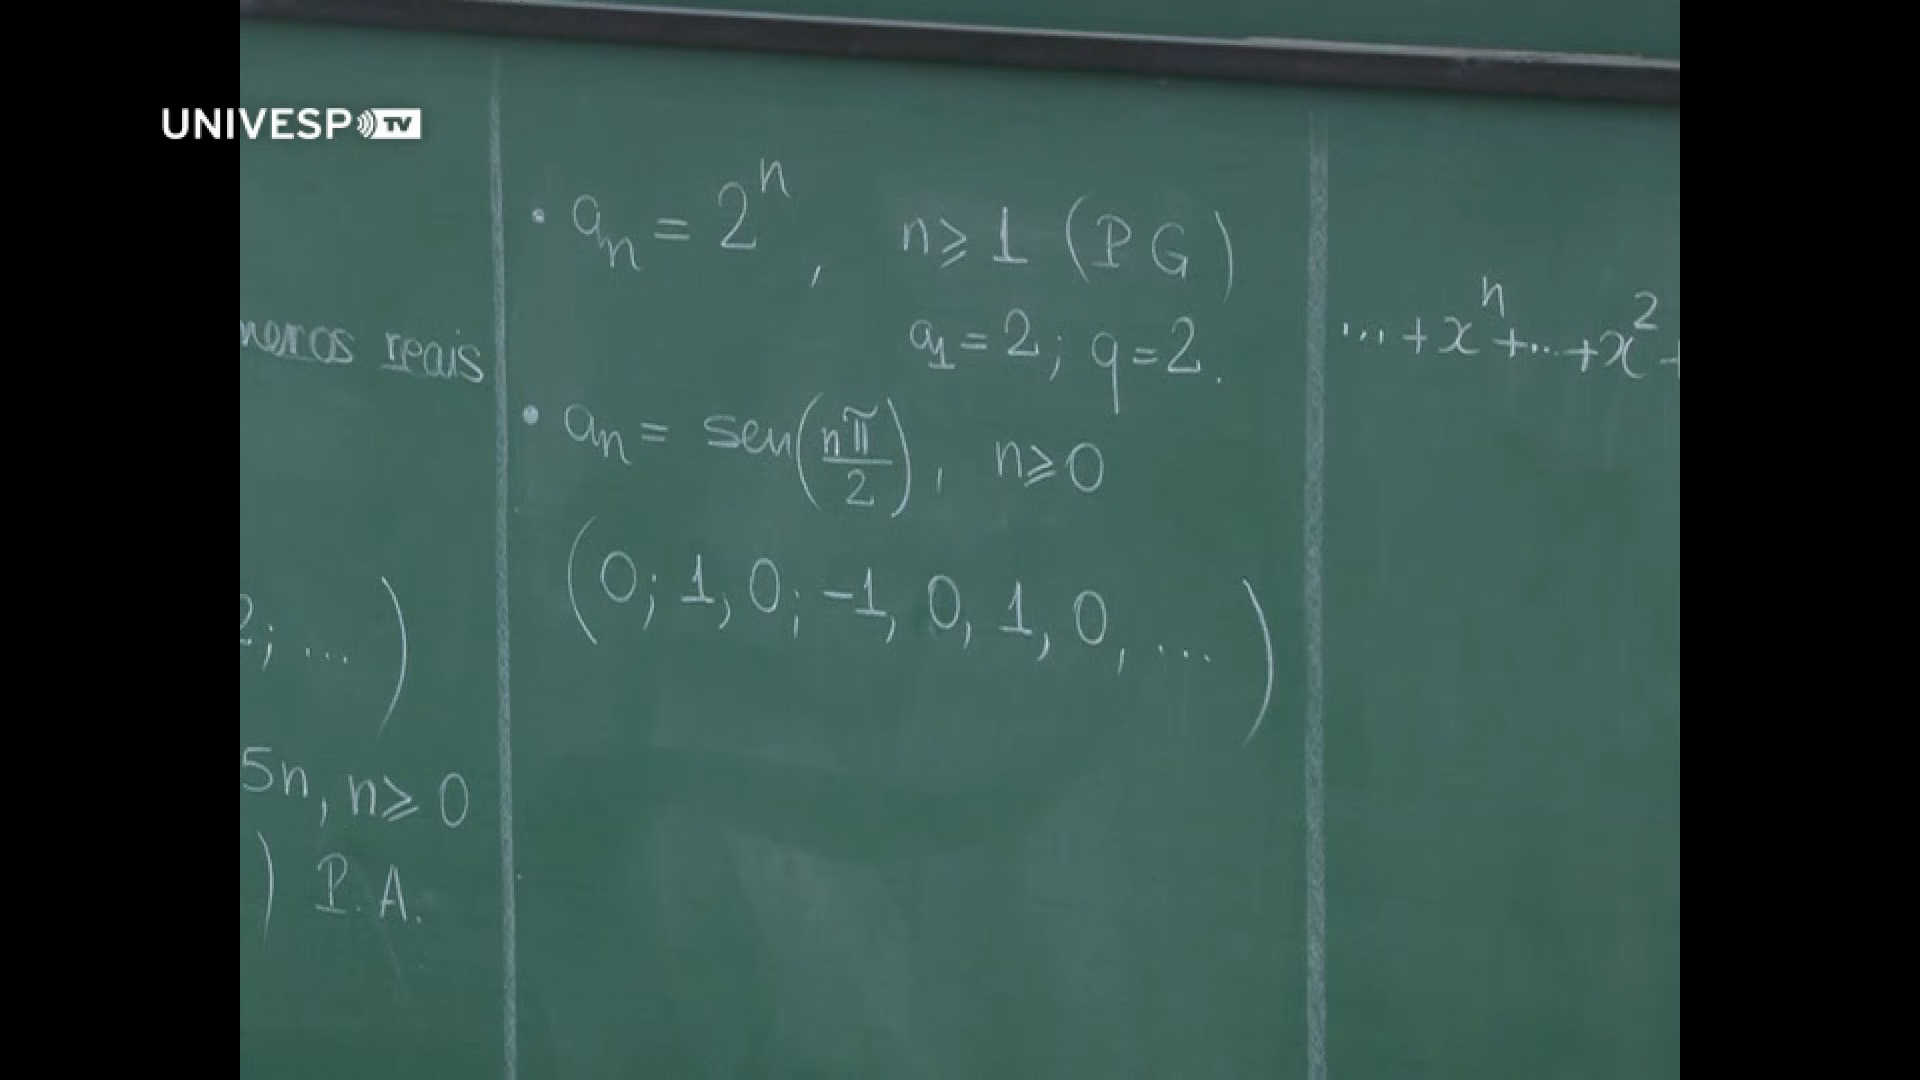 UNIVESP TV
reais
2; ...)
5n, n ≥ 0
) P.A.
• aₙ = 2ⁿ, n ≥ 1 (PG)
a₁ = 2; q = 2.
• aₙ = sen(nπ/2), n ≥ 0
(0; 1, 0; -1, 0, 1, 0, ...)
... + xⁿ + ... + x² +